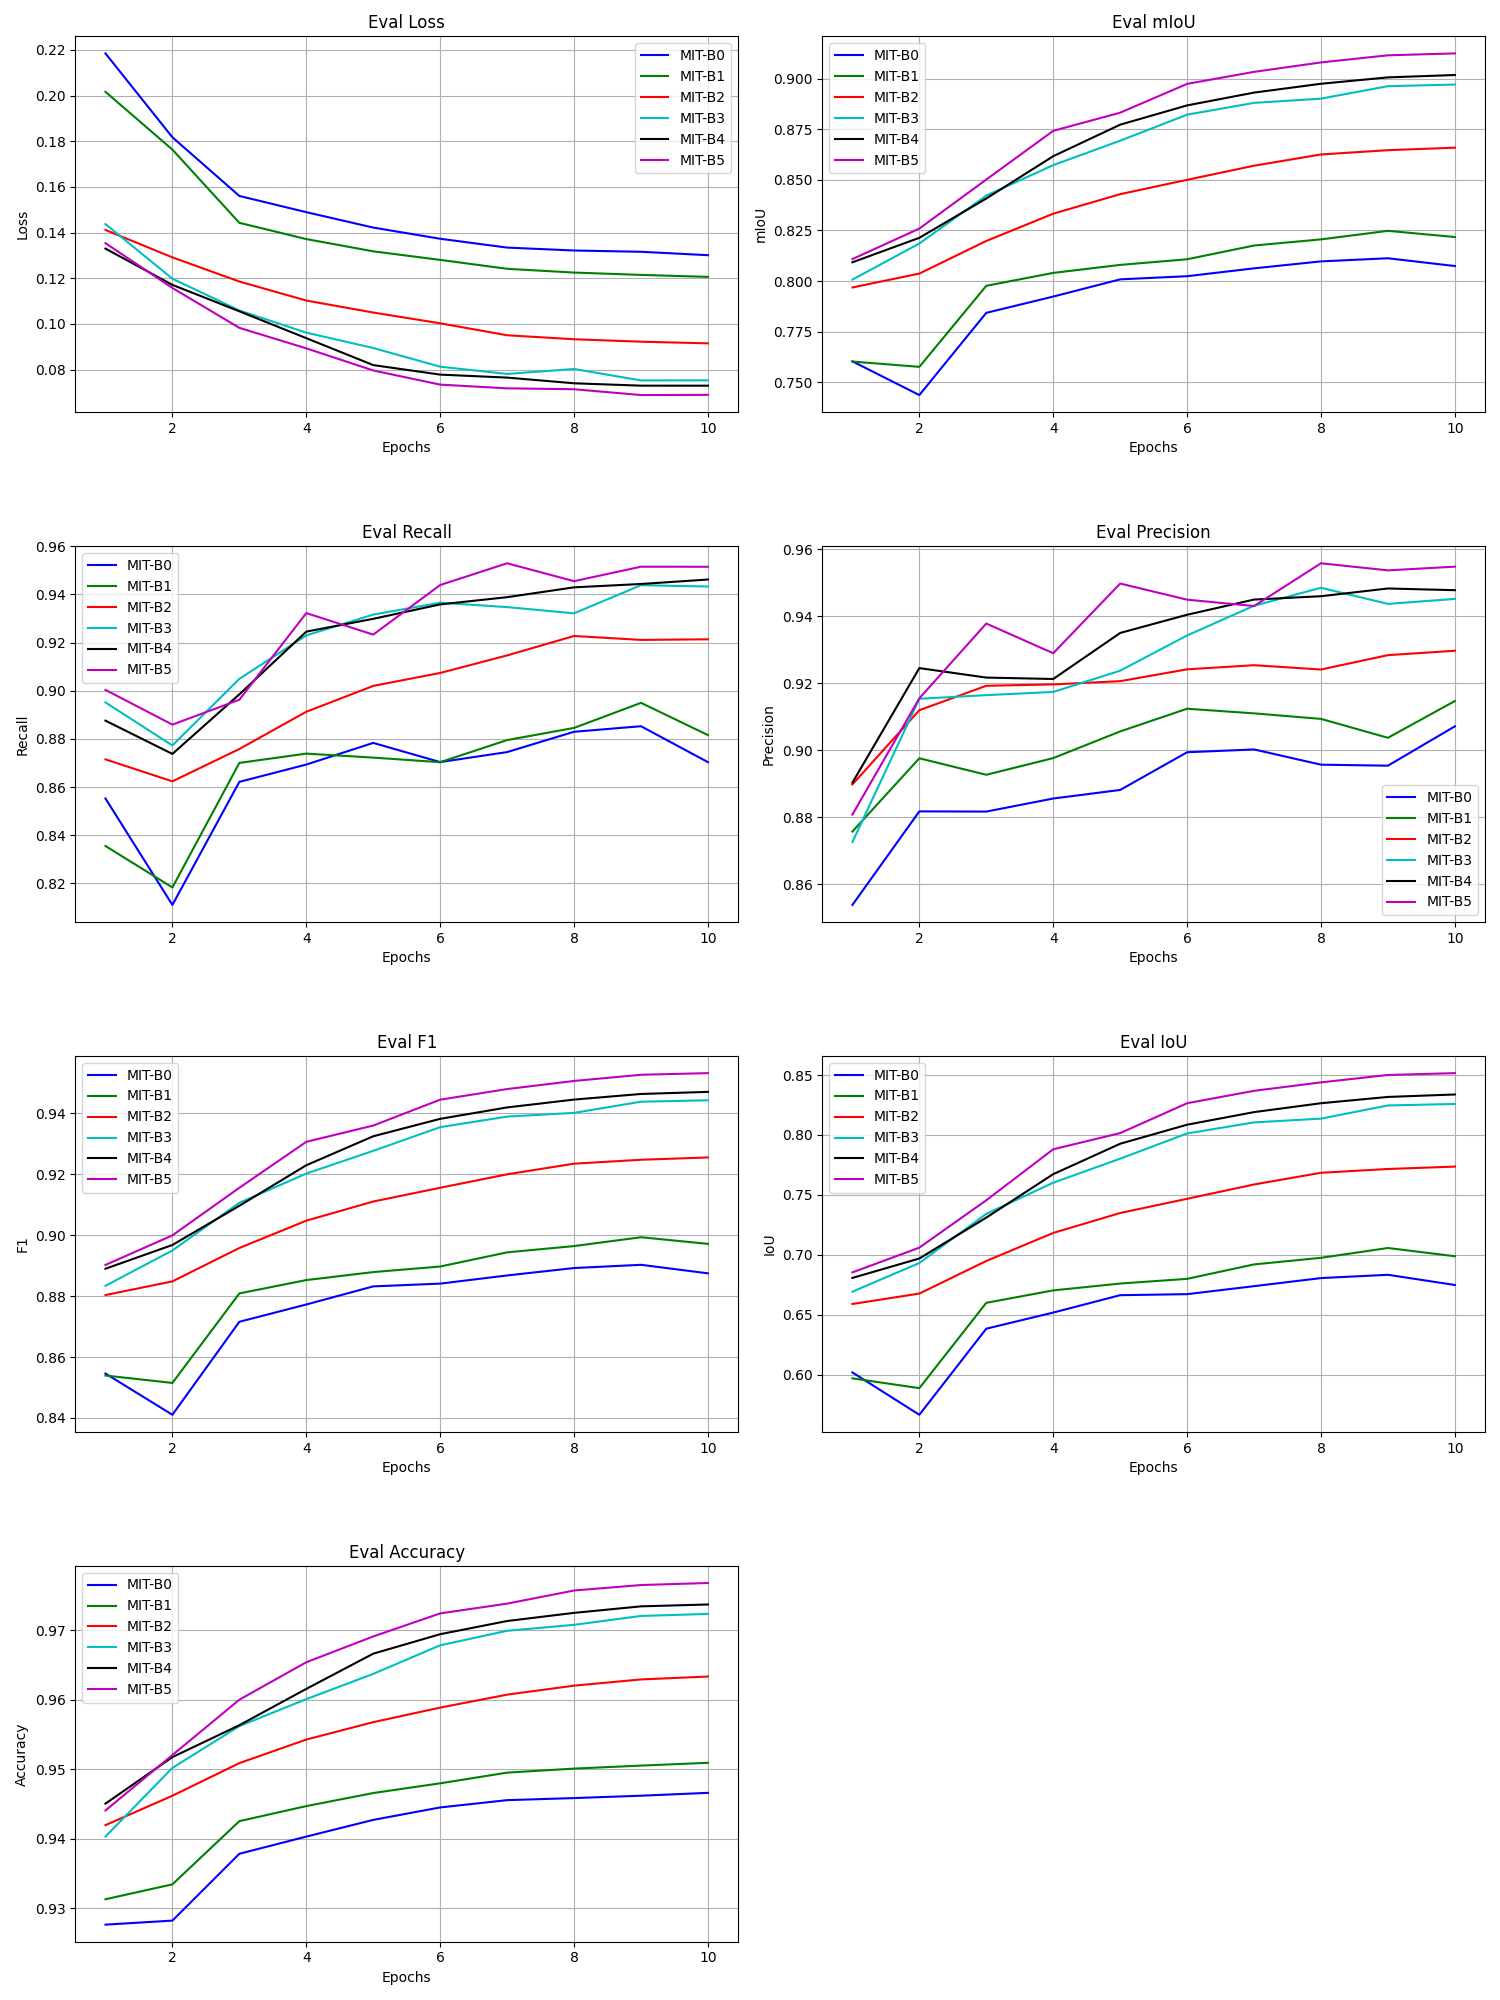 Eval Loss
Loss
0.22
0.20
0.18
0.16
0.14
0.12
0.10
0.08
MIT-B0
MIT-B1
MIT-B2
MIT-B3
MIT-B4
MIT-B5
2 4 6 8 10
Epochs
Eval mIoU
mIoU
0.900
0.875
0.850
0.825
0.800
0.775
0.750
MIT-B0
MIT-B1
MIT-B2
MIT-B3
MIT-B4
MIT-B5
2 4 6 8 10
Epochs
Eval Recall
Recall
0.96
0.94
0.92
0.90
0.88
0.86
0.84
0.82
MIT-B0
MIT-B1
MIT-B2
MIT-B3
MIT-B4
MIT-B5
2 4 6 8 10
Epochs
Eval Precision
Precision
0.96
0.94
0.92
0.90
0.88
0.86
MIT-B0
MIT-B1
MIT-B2
MIT-B3
MIT-B4
MIT-B5
2 4 6 8 10
Epochs
Eval F1
F1
0.94
0.92
0.90
0.88
0.86
0.84
MIT-B0
MIT-B1
MIT-B2
MIT-B3
MIT-B4
MIT-B5
2 4 6 8 10
Epochs
Eval IoU
IoU
0.85
0.80
0.75
0.70
0.65
0.60
MIT-B0
MIT-B1
MIT-B2
MIT-B3
MIT-B4
MIT-B5
2 4 6 8 10
Epochs
Eval Accuracy
Accuracy
0.97
0.96
0.95
0.94
0.93
MIT-B0
MIT-B1
MIT-B2
MIT-B3
MIT-B4
MIT-B5
2 4 6 8 10
Epochs